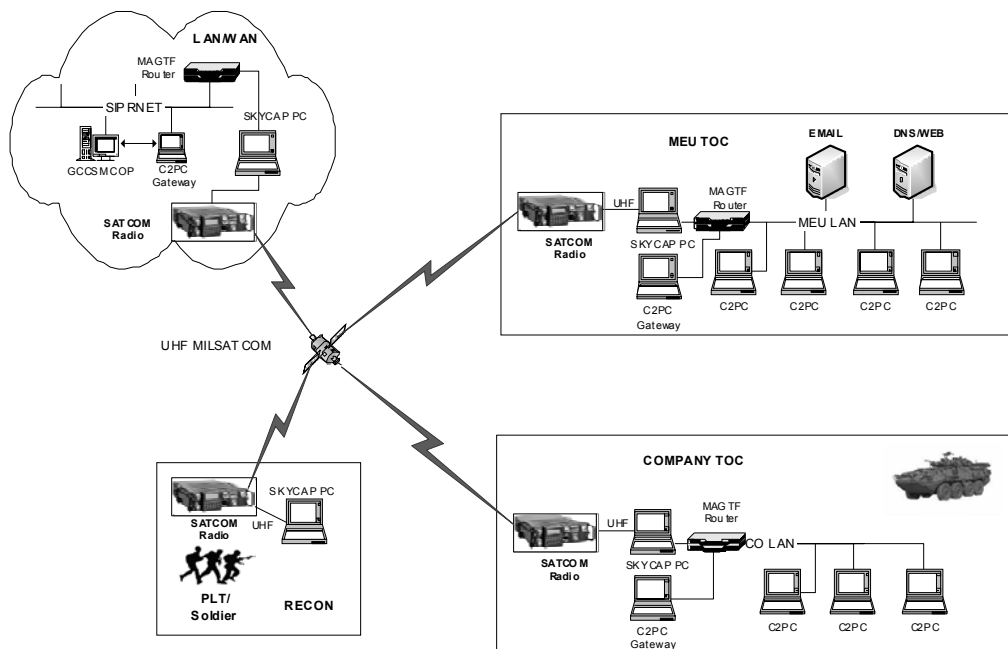 LAN/WAN
MAGTF
Router
SIPRNET
SKYCAP PC
GCCSMCOP
C2PC
Gateway
SATCOM
Radio
UHF MILSATCOM
MEU TOC
EMAIL
DNS/WEB
UHF
MAGTF
Router
MEU LAN
SATCOM
Radio
SKYCAP PC
C2PC
Gateway
C2PC
C2PC
C2PC
C2PC
SKYCAP PC
SATCOM
Radio
UHF
PLT/
Soldier
RECON
COMPANY TOC
MAGTF
Router
UHF
CO LAN
SATCOM
Radio
SKYCAP PC
C2PC
Gateway
C2PC
C2PC
C2PC